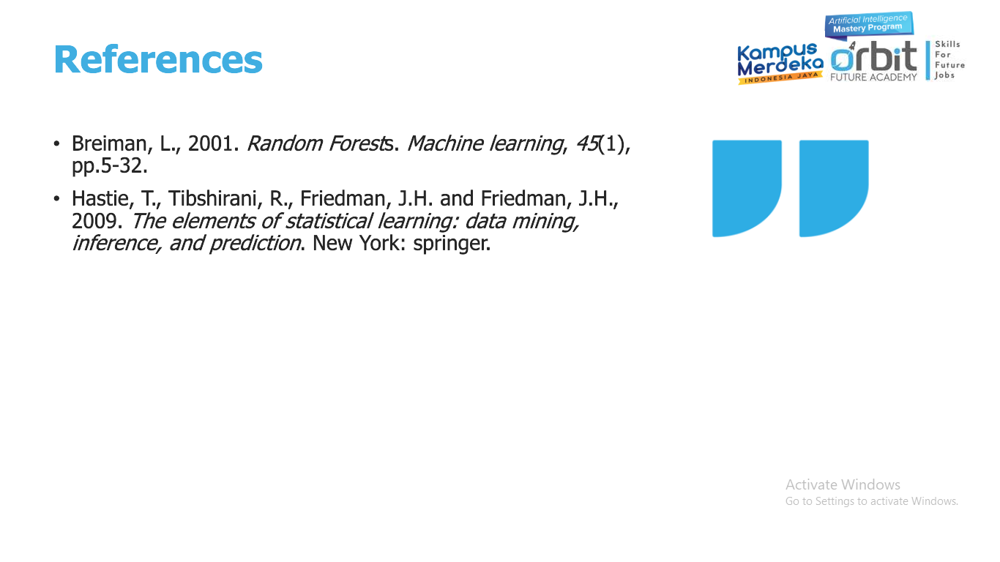 References
Artificial Intelligence
Mastery Program
Kampus
Merdeka
INDONESIA JAYA
orbit
FUTURE ACADEMY
Skills
For
Future
Jobs
• Breiman, L., 2001. Random Forests. Machine learning, 45(1),
pp.5-32.
• Hastie, T., Tibshirani, R., Friedman, J.H. and Friedman, J.H.,
2009. The elements of statistical learning: data mining,
inference, and prediction. New York: springer.
Activate Windows
Go to Settings to activate Windows.